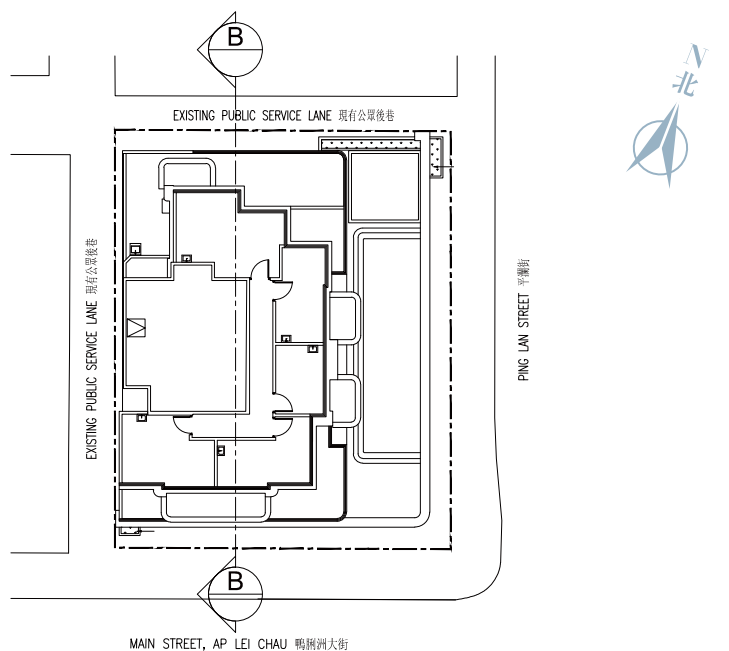 B
N
北
EXISTING PUBLIC SERVICE LANE 現有公眾後巷
EXISTING PUBLIC SERVICE LANE 現有公眾後巷
PING LAN STREET 平瀾街
B
MAIN STREET, AP LEI CHAU 鴨脷洲大街